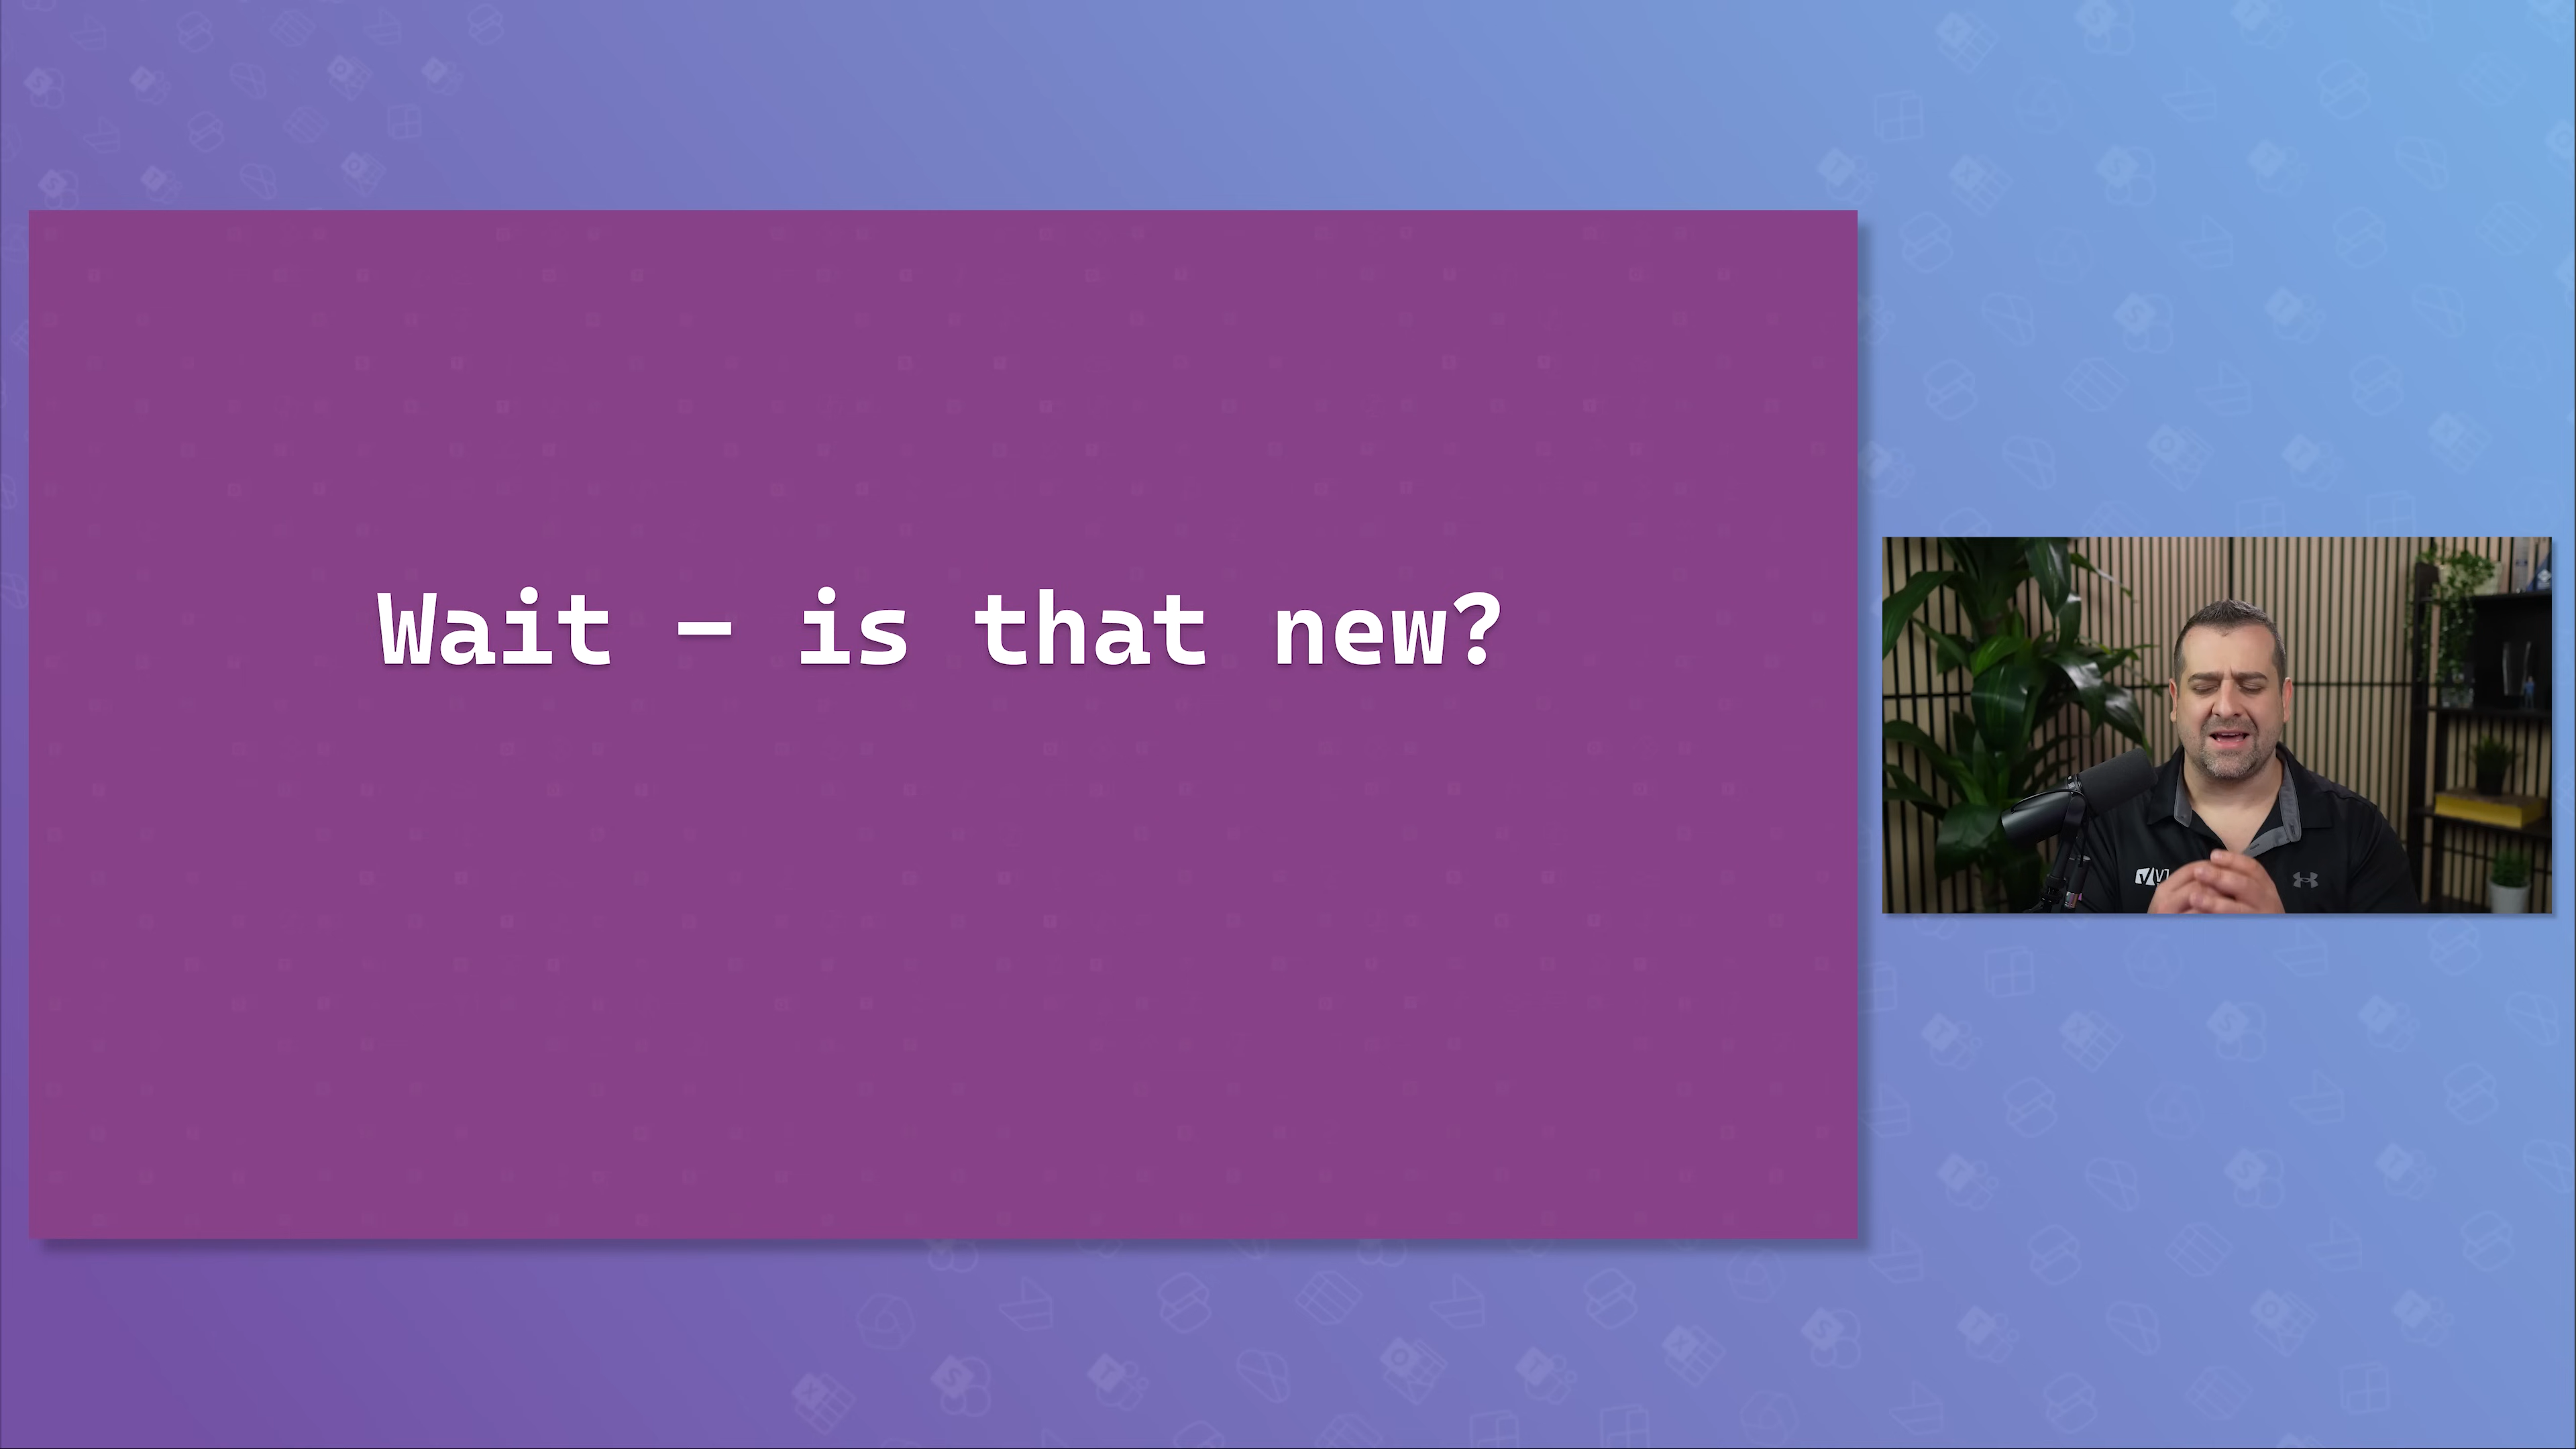 Wait – is that new?